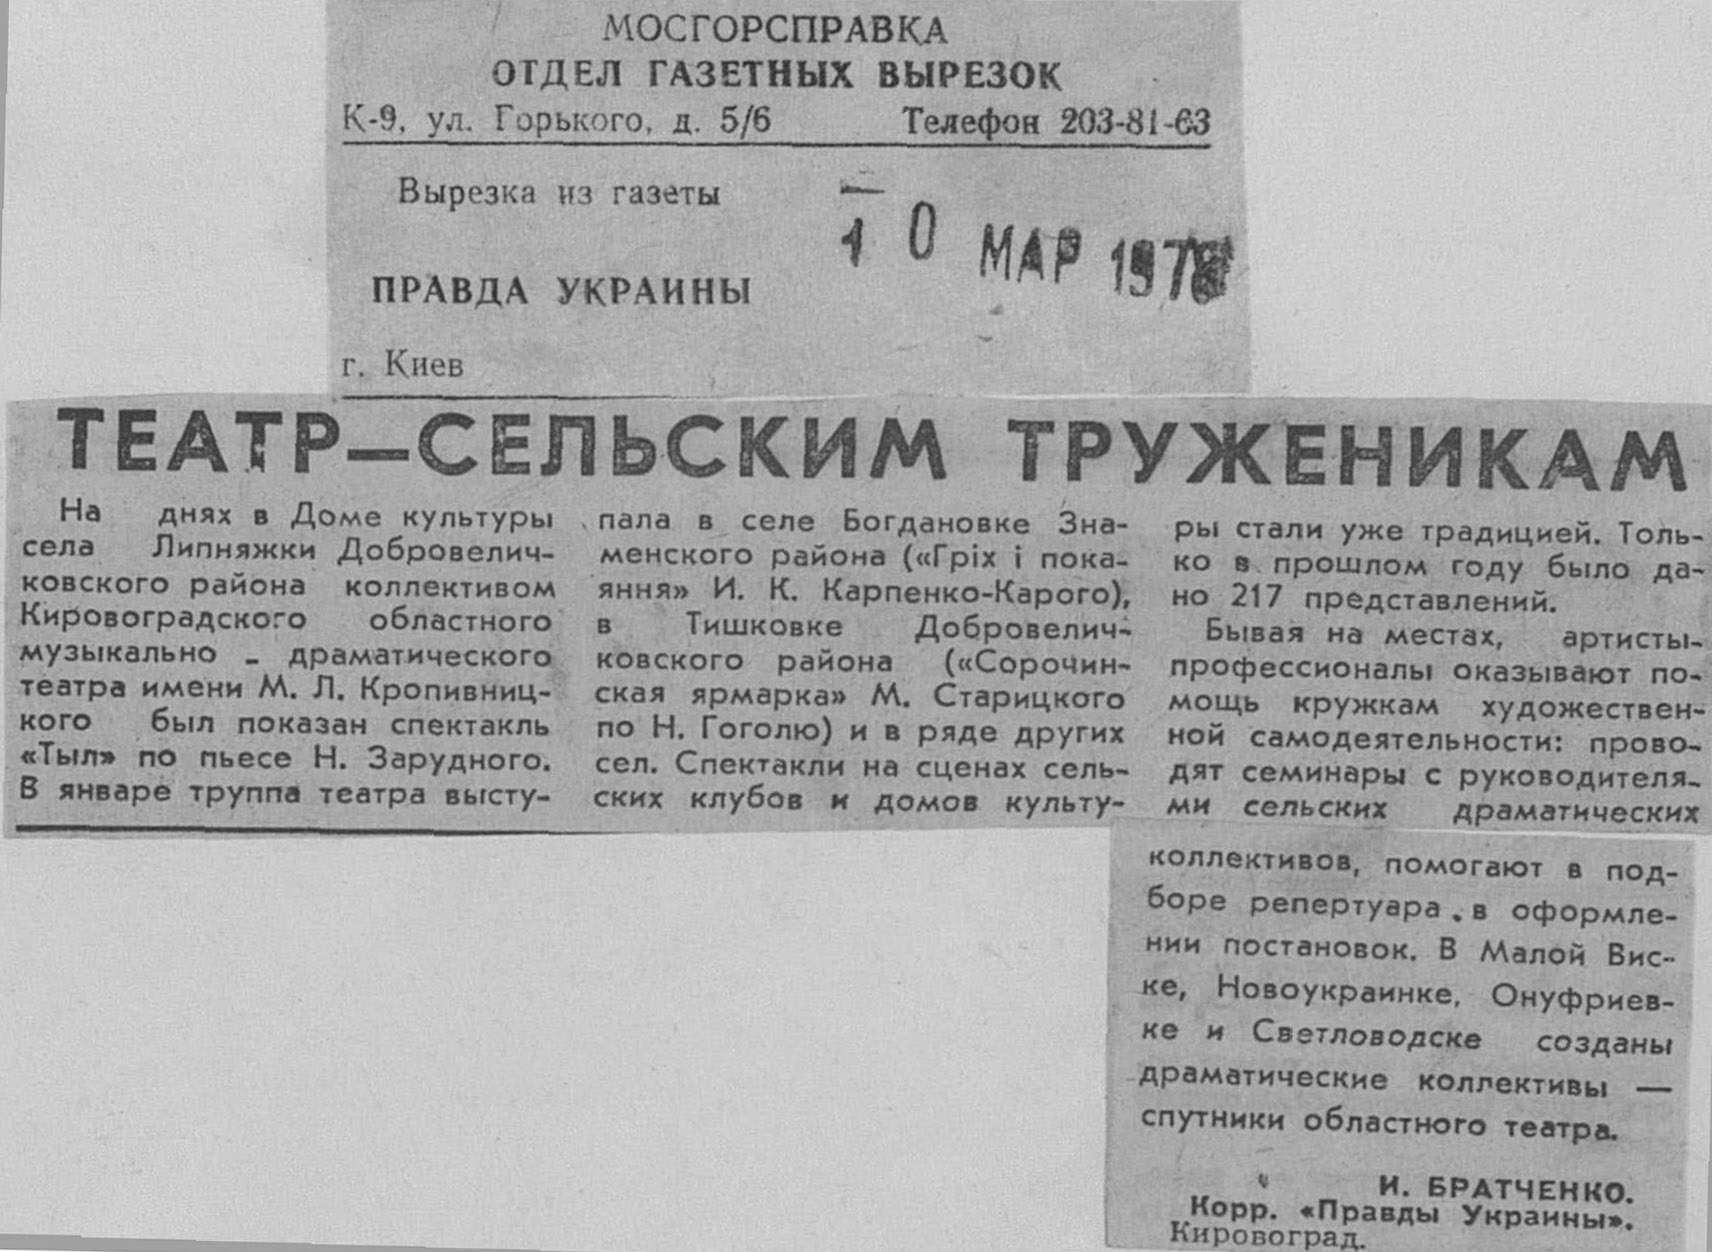 МОСГОРСПРАВКА
ОТДЕЛ ГАЗЕТНЫХ ВЫРЕЗОК
К-9, ул. Горького, д. 5/6 Телефон 203-81-63
Вырезка из газеты
10 МАР
ПРАВДА УКРАИНЫ
г. Киев
ТЕАТР—СЕЛЬСКИМ ТРУЖЕНИКАМ
На днях в Доме культуры
села Липняжки Добровелич-
ковского района коллективом
Кировоградского областного
музыкально - драматического
театра имени М. Л. Кропивниц-
кого был показан спектакль
«Тыл» по пьесе Н. Зарудного.
В январе труппа театра высту-
пала в селе Богдановке Зна-
менского района («Гріх і пока-
яння» И. К. Карпенко-Карого),
в Тишковке Добровелич-
ковского района («Сорочин-
ская ярмарка» М. Старицкого
по Н. Гоголю) и в ряде других
сел. Спектакли на сценах сель-
ских клубов и домов культу-
ры стали уже традицией. Толь-
ко в прошлом году было да-
но 217 представлений.
Бывая на местах, артисты-
профессионалы оказывают по-
мощь кружкам художествен-
ной самодеятельности: прово-
дят семинары с руководителя-
ми сельских драматических
коллективов, помогают в под-
боре репертуара, в оформле-
нии постановок. В Малой Вис-
ке, Новоукраинке, Онуфриев-
ке и Светловодске созданы
драматические коллективы —
спутники областного театра.
И. БРАТЧЕНКО.
Корр. «Правды Украины».
Кировоград.